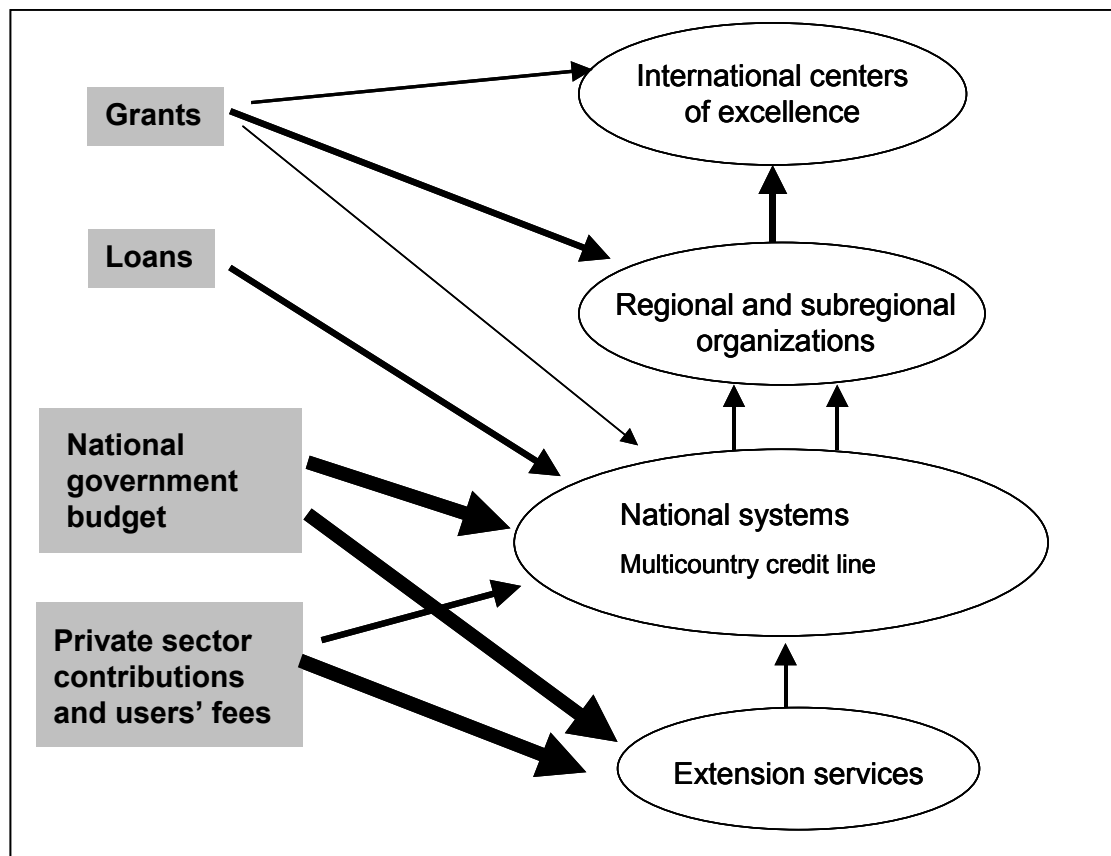 Grants
International centers
of excellence
Loans
Regional and subregional
organizations
National
government
budget
National systems
Multicountry credit line
Private sector
contributions
and users’ fees
Extension services